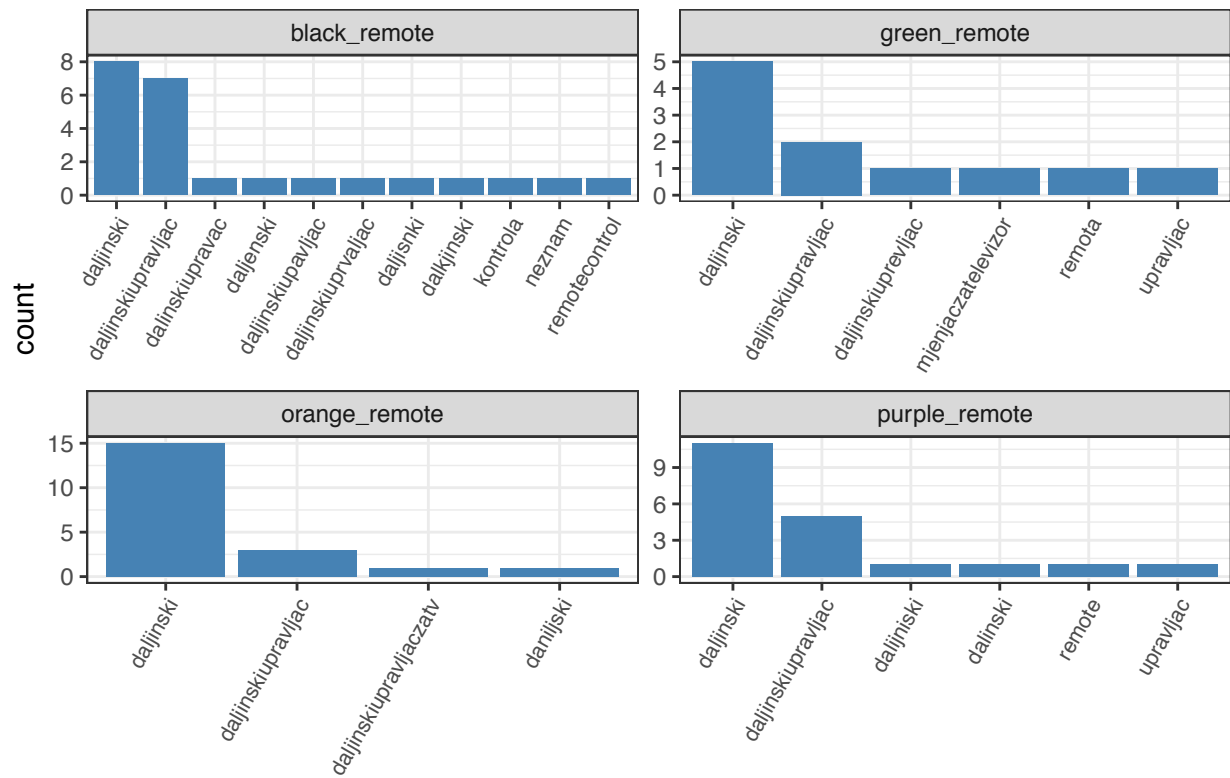 black_remote
8
6
4
2
0
daljinski
daljinskiupravljac
dalinskiupravac
daljenski
daljinskiupavljac
daljinskiuprvaljac
daljisnki
dalkjinski
kontrola
neznam
remotecontrol
green_remote
5
4
3
2
1
0
daljinski
daljinskiupravljac
daljinskiuprevljac
mjenjaczatelevizor
remota
upravljac
count
orange_remote
15
10
5
0
daljinski
daljinskiupravljac
daljinskiupravljaczatv
daniljski
purple_remote
9
6
3
0
daljinski
daljinskiupravljac
dalijniski
dalinski
remote
upravljac